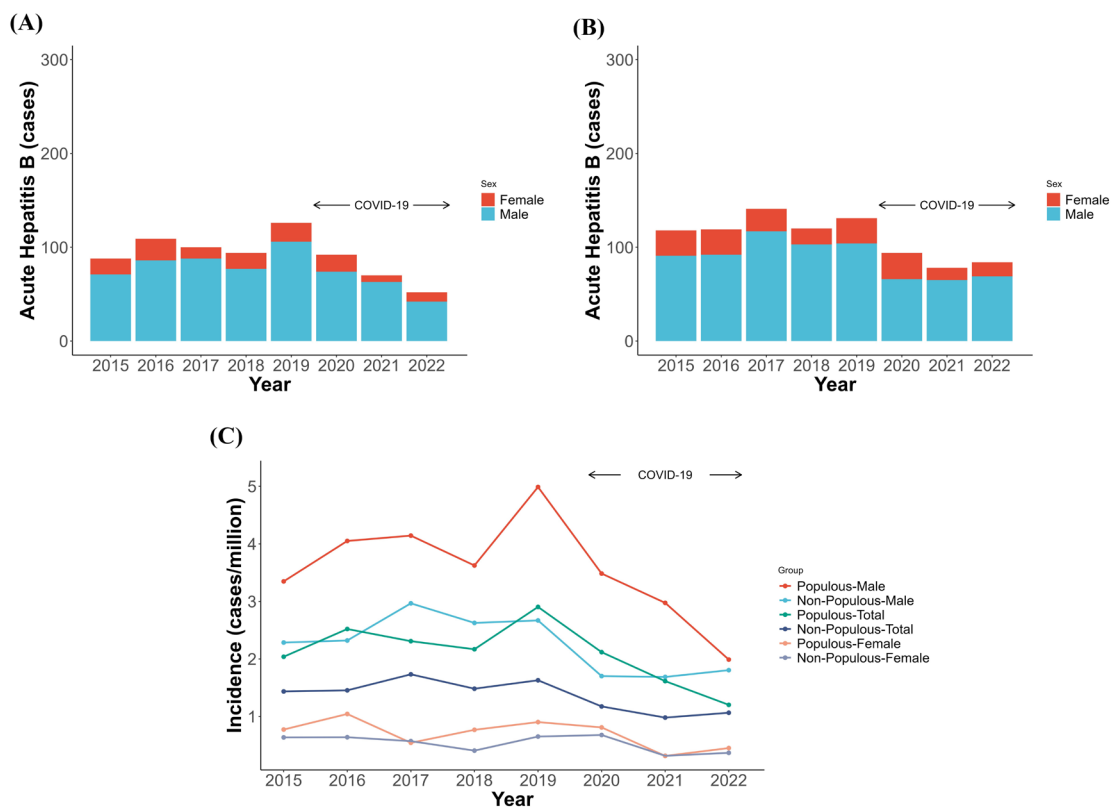 (A)
Acute Hepatitis B (cases)
300
200
100
0
COVID-19
Sex
Female
Male
2015 2016 2017 2018 2019 2020 2021 2022
Year
(B)
Acute Hepatitis B (cases)
300
200
100
0
COVID-19
Sex
Female
Male
2015 2016 2017 2018 2019 2020 2021 2022
Year
(C)
Incidence (cases/million)
5
4
3
2
1
COVID-19
Group
Populous-Male
Non-Populous-Male
Populous-Total
Non-Populous-Total
Populous-Female
Non-Populous-Female
2015 2016 2017 2018 2019 2020 2021 2022
Year